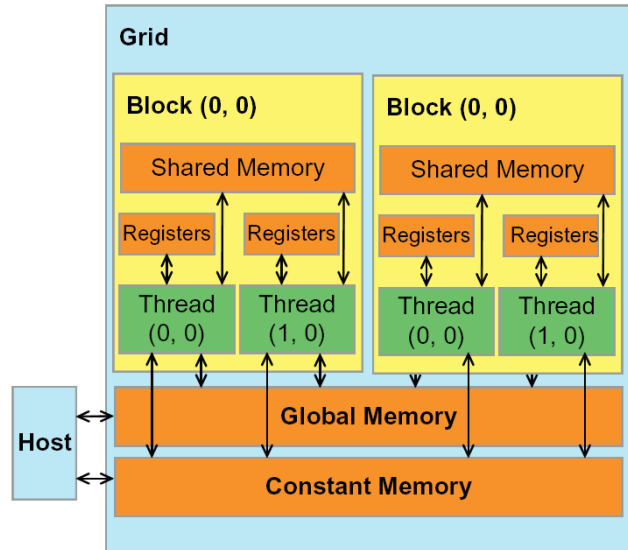 Grid
Block (0, 0)
Block (0, 0)
Shared Memory
Shared Memory
Registers
Registers
Registers
Registers
Thread
(0, 0)
Thread
(1, 0)
Thread
(0, 0)
Thread
(1, 0)
Host
Global Memory
Constant Memory